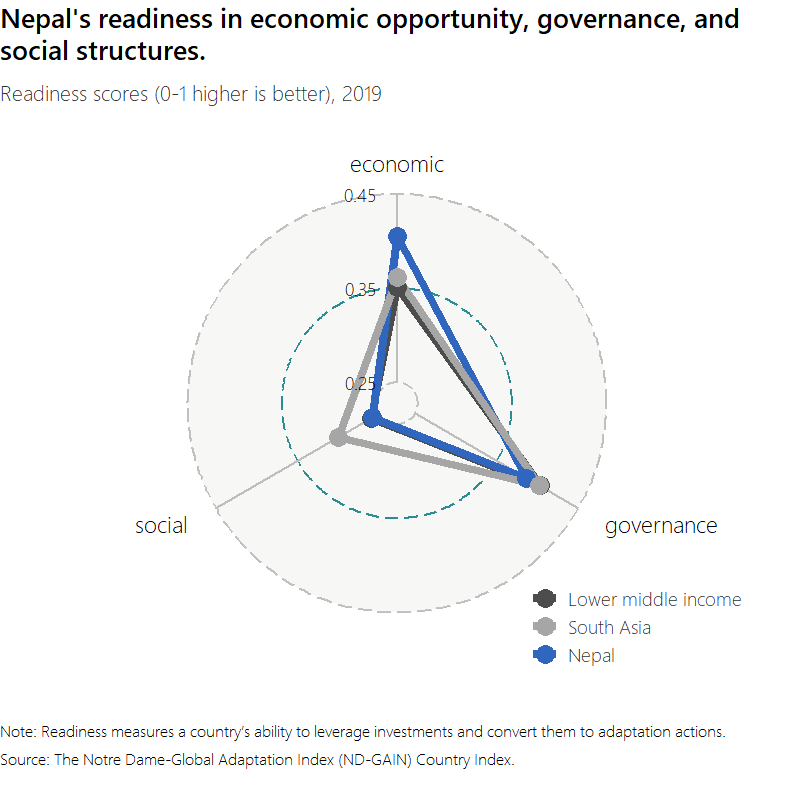 Nepal's readiness in economic opportunity, governance, and
social structures.
Readiness scores (0-1 higher is better), 2019
economic
0.45
0.35
0.25
social
governance
Lower middle income
South Asia
Nepal
Note: Readiness measures a country's ability to leverage investments and convert them to adaptation actions.
Source: The Notre Dame-Global Adaptation Index (ND-GAIN) Country Index.